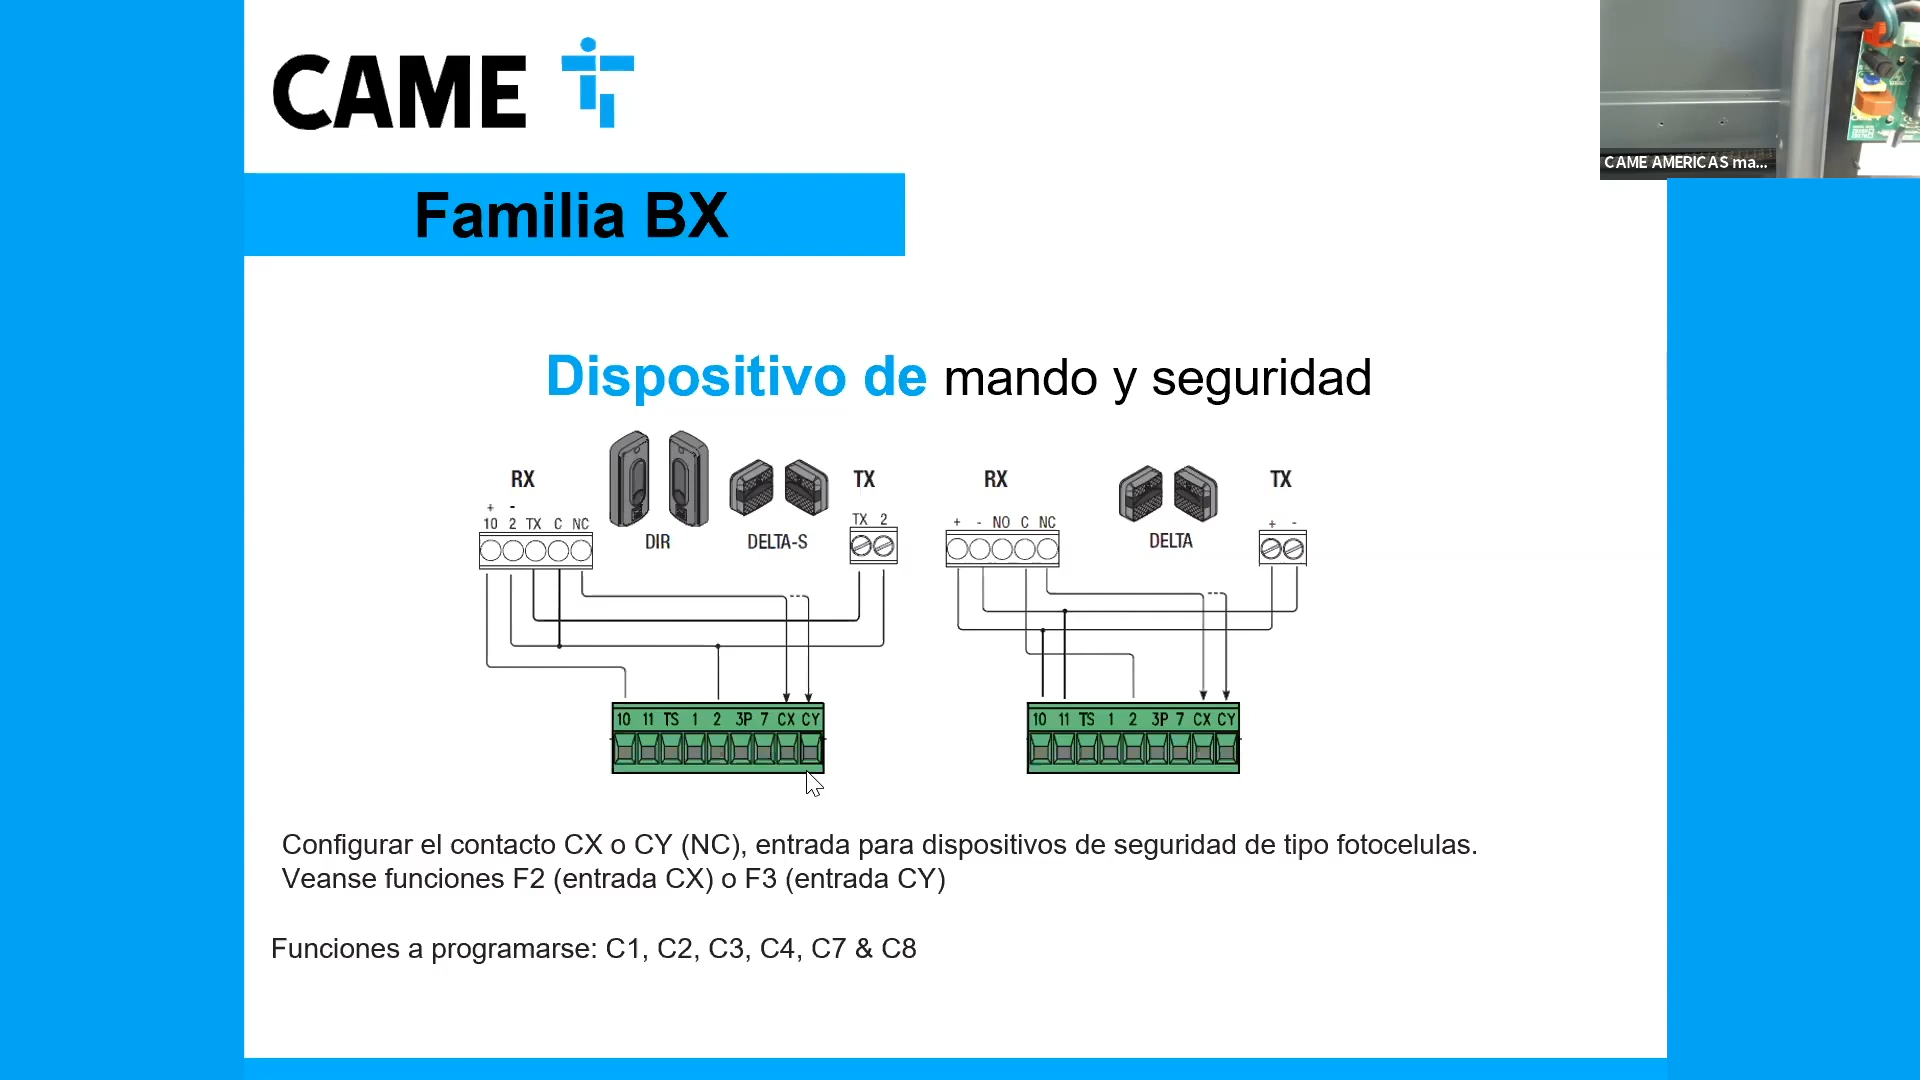 CAME
CAME AMERICAS ma...
Familia BX
Dispositivo de mando y seguridad
RX
TX
RX
TX
+ -
10 2 TX C NC
TX 2
+ - NO C NC
+ -
DIR
DELTA-S
DELTA
10 11 TS 1 2 3P 7 CX CY
10 11 TS 1 2 3P 7 CX CY
Configurar el contacto CX o CY (NC), entrada para dispositivos de seguridad de tipo fotocelulas.
Veanse funciones F2 (entrada CX) o F3 (entrada CY)
Funciones a programarse: C1, C2, C3, C4, C7 & C8